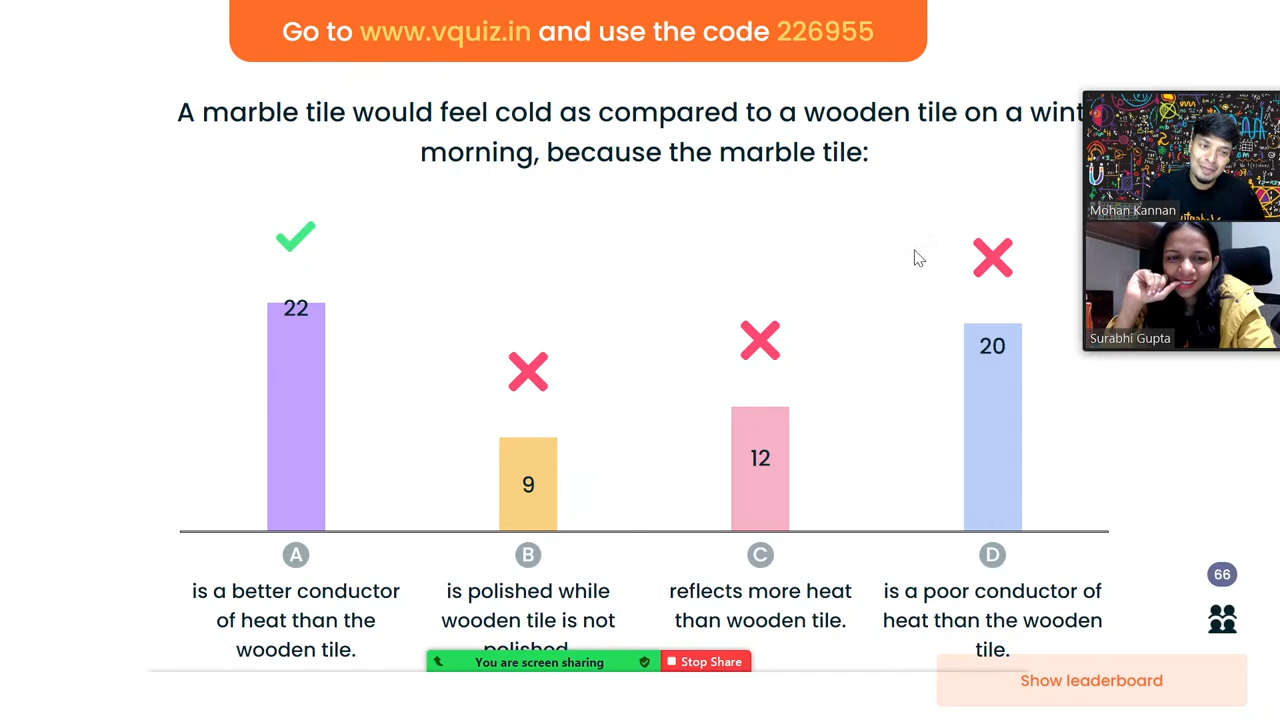 Go to www.vquiz.in and use the code 226955
A marble tile would feel cold as compared to a wooden tile on a wint
morning, because the marble tile:
Mohan Kannan
Surabhi Gupta
22
9
12
20
A
B
C
D
is a better conductor
of heat than the
wooden tile.
is polished while
wooden tile is not
polished.
reflects more heat
than wooden tile.
is a poor conductor of
heat than the wooden
tile.
66
You are screen sharing
Stop Share
Show leaderboard